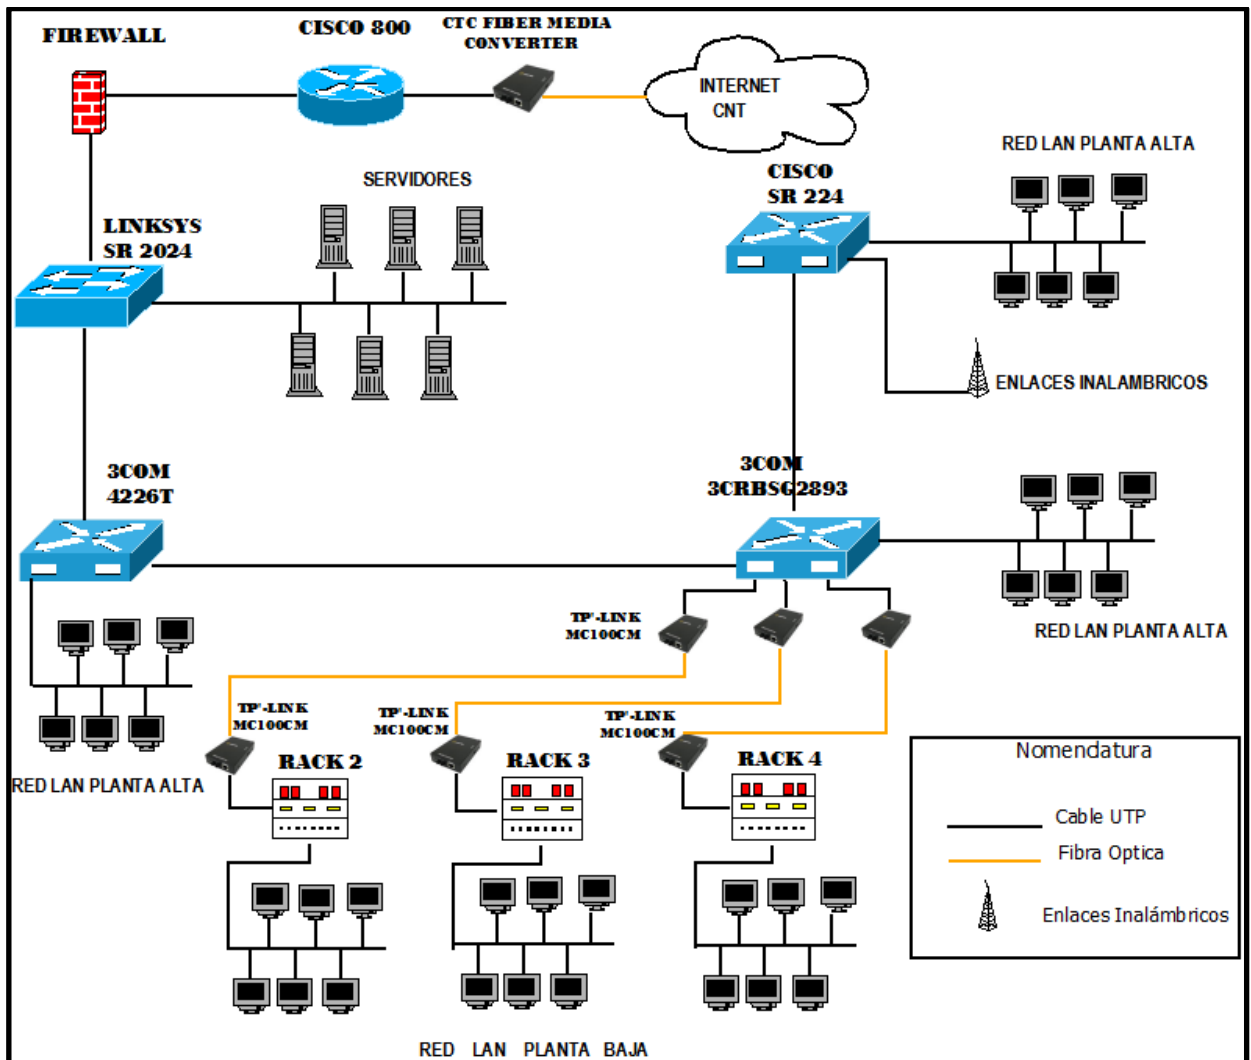 FIREWALL
CISCO 800
CTC FIBER MEDIA
CONVERTER
INTERNET
CNT
RED LAN PLANTA ALTA
SERVIDORES
CISCO
SR 224
LINKSYS
SR 2024
ENLACES INALAMBRICOS
3COM
4226T
3COM
3CRBSG2893
RED LAN PLANTA ALTA
TP'-LINK
MC100CM
TP'-LINK
MC100CM
TP'-LINK
MC100CM
TP'-LINK
MC100CM
RED LAN PLANTA ALTA
RACK 2
RACK 3
RACK 4
Nomendatura
Cable UTP
Fibra Optica
Enlaces Inalámbricos
RED LAN PLANTA BAJA